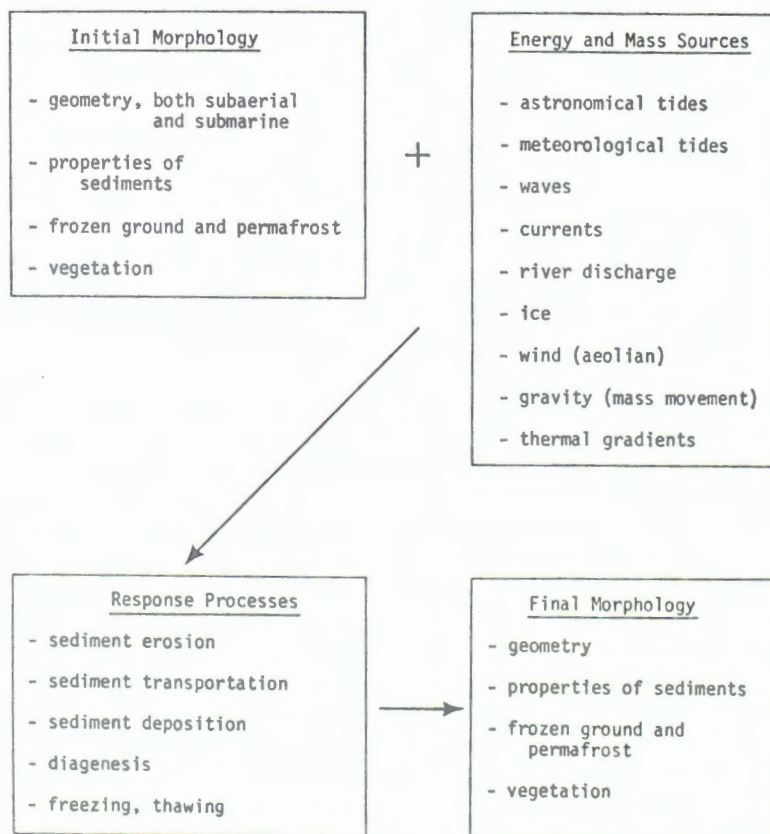 Initial Morphology
- geometry, both subaerial
and submarine
- properties of
sediments
- frozen ground and permafrost
- vegetation
+
Energy and Mass Sources
- astronomical tides
- meteorological tides
- waves
- currents
- river discharge
- ice
- wind (aeolian)
- gravity (mass movement)
- thermal gradients
Response Processes
- sediment erosion
- sediment transportation
- sediment deposition
- diagenesis
- freezing, thawing
Final Morphology
- geometry
- properties of sediments
- frozen ground and
permafrost
- vegetation